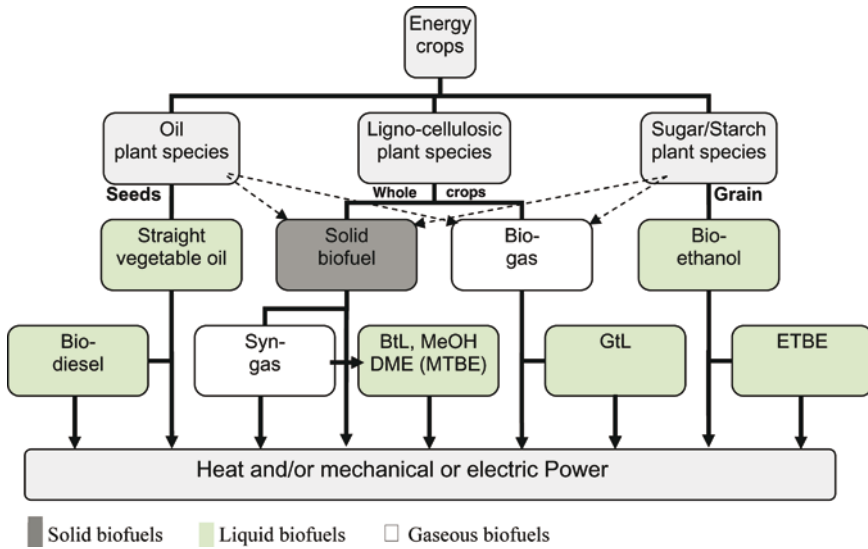 Energy
crops
Oil
plant species
Ligno-cellulosic
plant species
Sugar/Starch
plant species
Seeds
Whole crops
Grain
Straight
vegetable oil
Solid
biofuel
Bio-
gas
Bio-
ethanol
Bio-
diesel
Syn-
gas
BtL, MeOH
DME (MTBE)
GtL
ETBE
Heat and/or mechanical or electric Power
Solid biofuels
Liquid biofuels
Gaseous biofuels